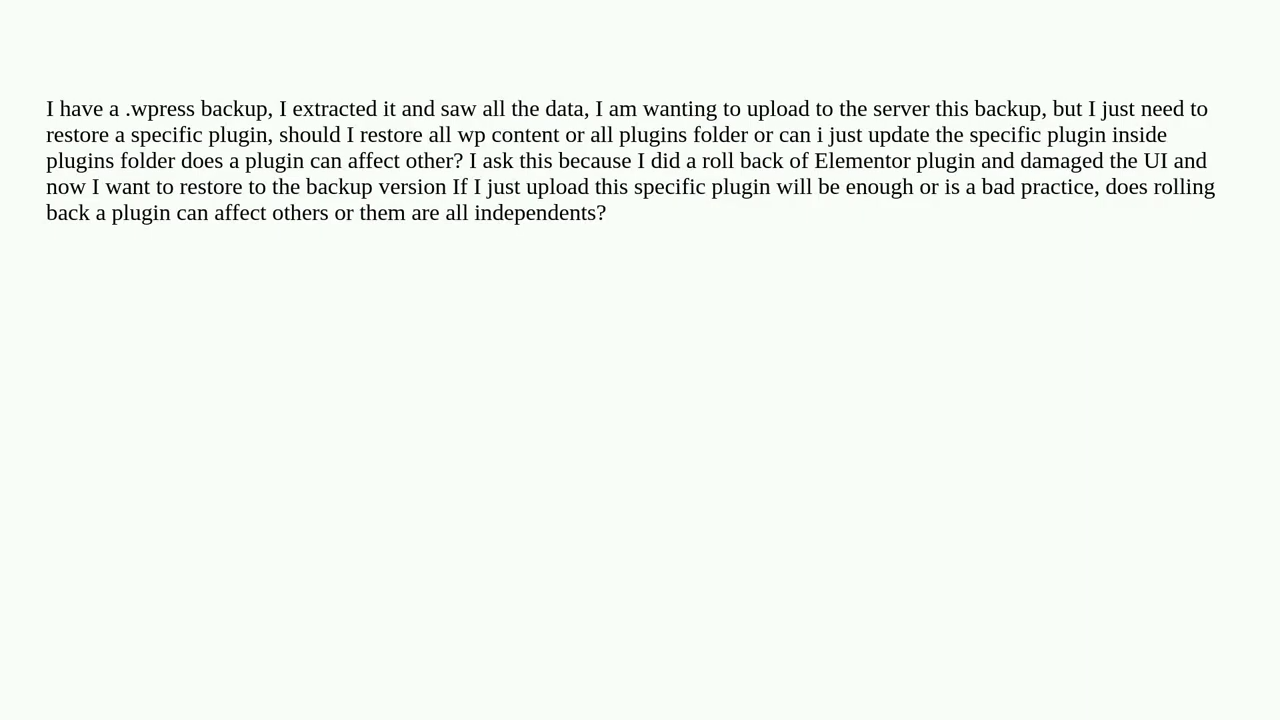 I have a .wpress backup, I extracted it and saw all the data, I am wanting to upload to the server this backup, but I just need to
restore a specific plugin, should I restore all wp content or all plugins folder or can i just update the specific plugin inside
plugins folder does a plugin can affect other? I ask this because I did a roll back of Elementor plugin and damaged the UI and
now I want to restore to the backup version If I just upload this specific plugin will be enough or is a bad practice, does rolling
back a plugin can affect others or them are all independents?